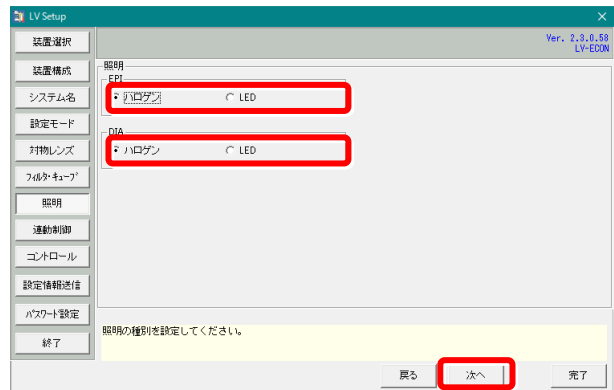 LV Setup
装置選択
Ver. 2.3.0.58
LV-ECON
装置構成
照明
EPI
システム名
ハロゲン
LED
設定モード
DIA
対物レンズ
ハロゲン
LED
フィルタ・キューブ
照明
連動制御
コントロール
設定情報送信
パスワード設定
照明の種別を設定してください。
終了
戻る
次へ
完了